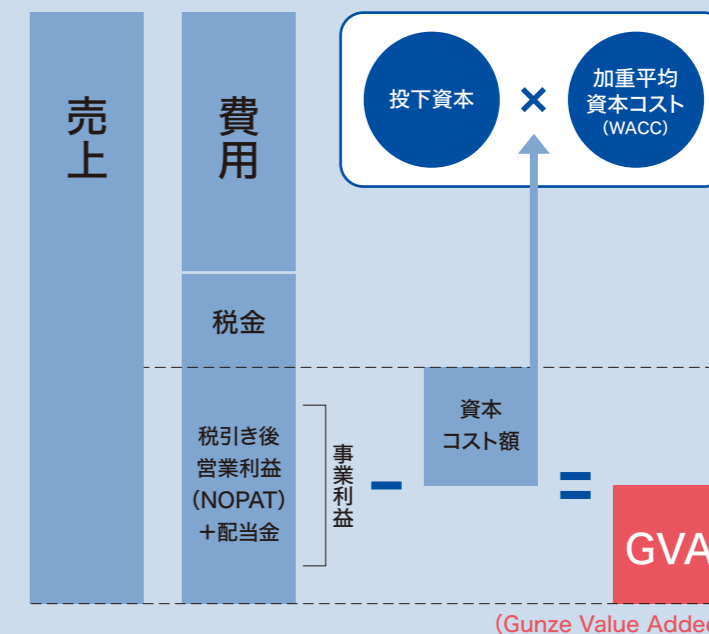 売上
費用
投下資本
×
加重平均
資本コスト
(WACC)
税金
税引き後
営業利益
(NOPAT)
+配当金
事業利益
−
資本
コスト額
=
GVA
(Gunze Value Added